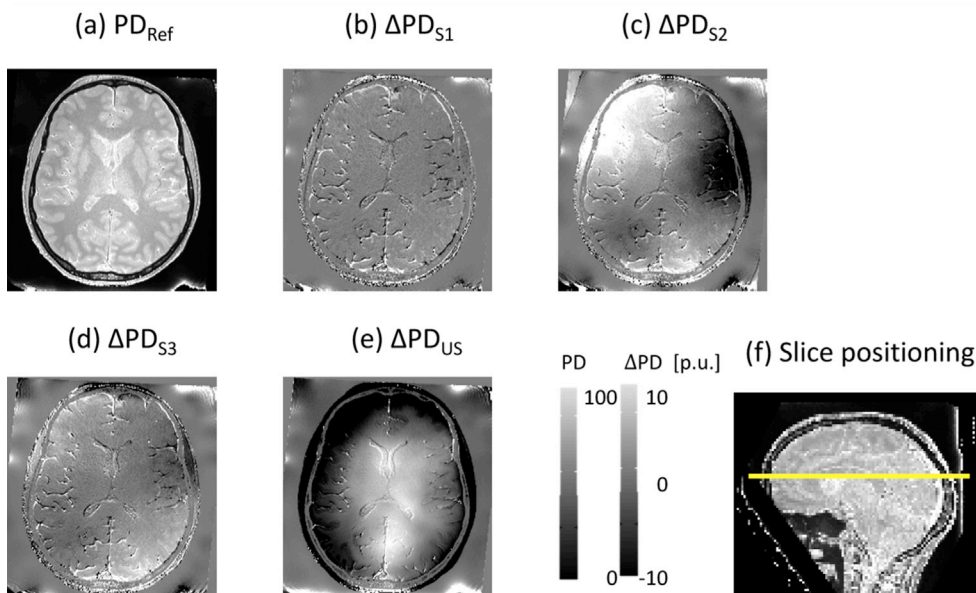 (a) PD_Ref
(b) ΔPD_S1
(c) ΔPD_S2
(d) ΔPD_S3
(e) ΔPD_US
PD ΔPD [p.u.]
100 10
0
0 -10
(f) Slice positioning